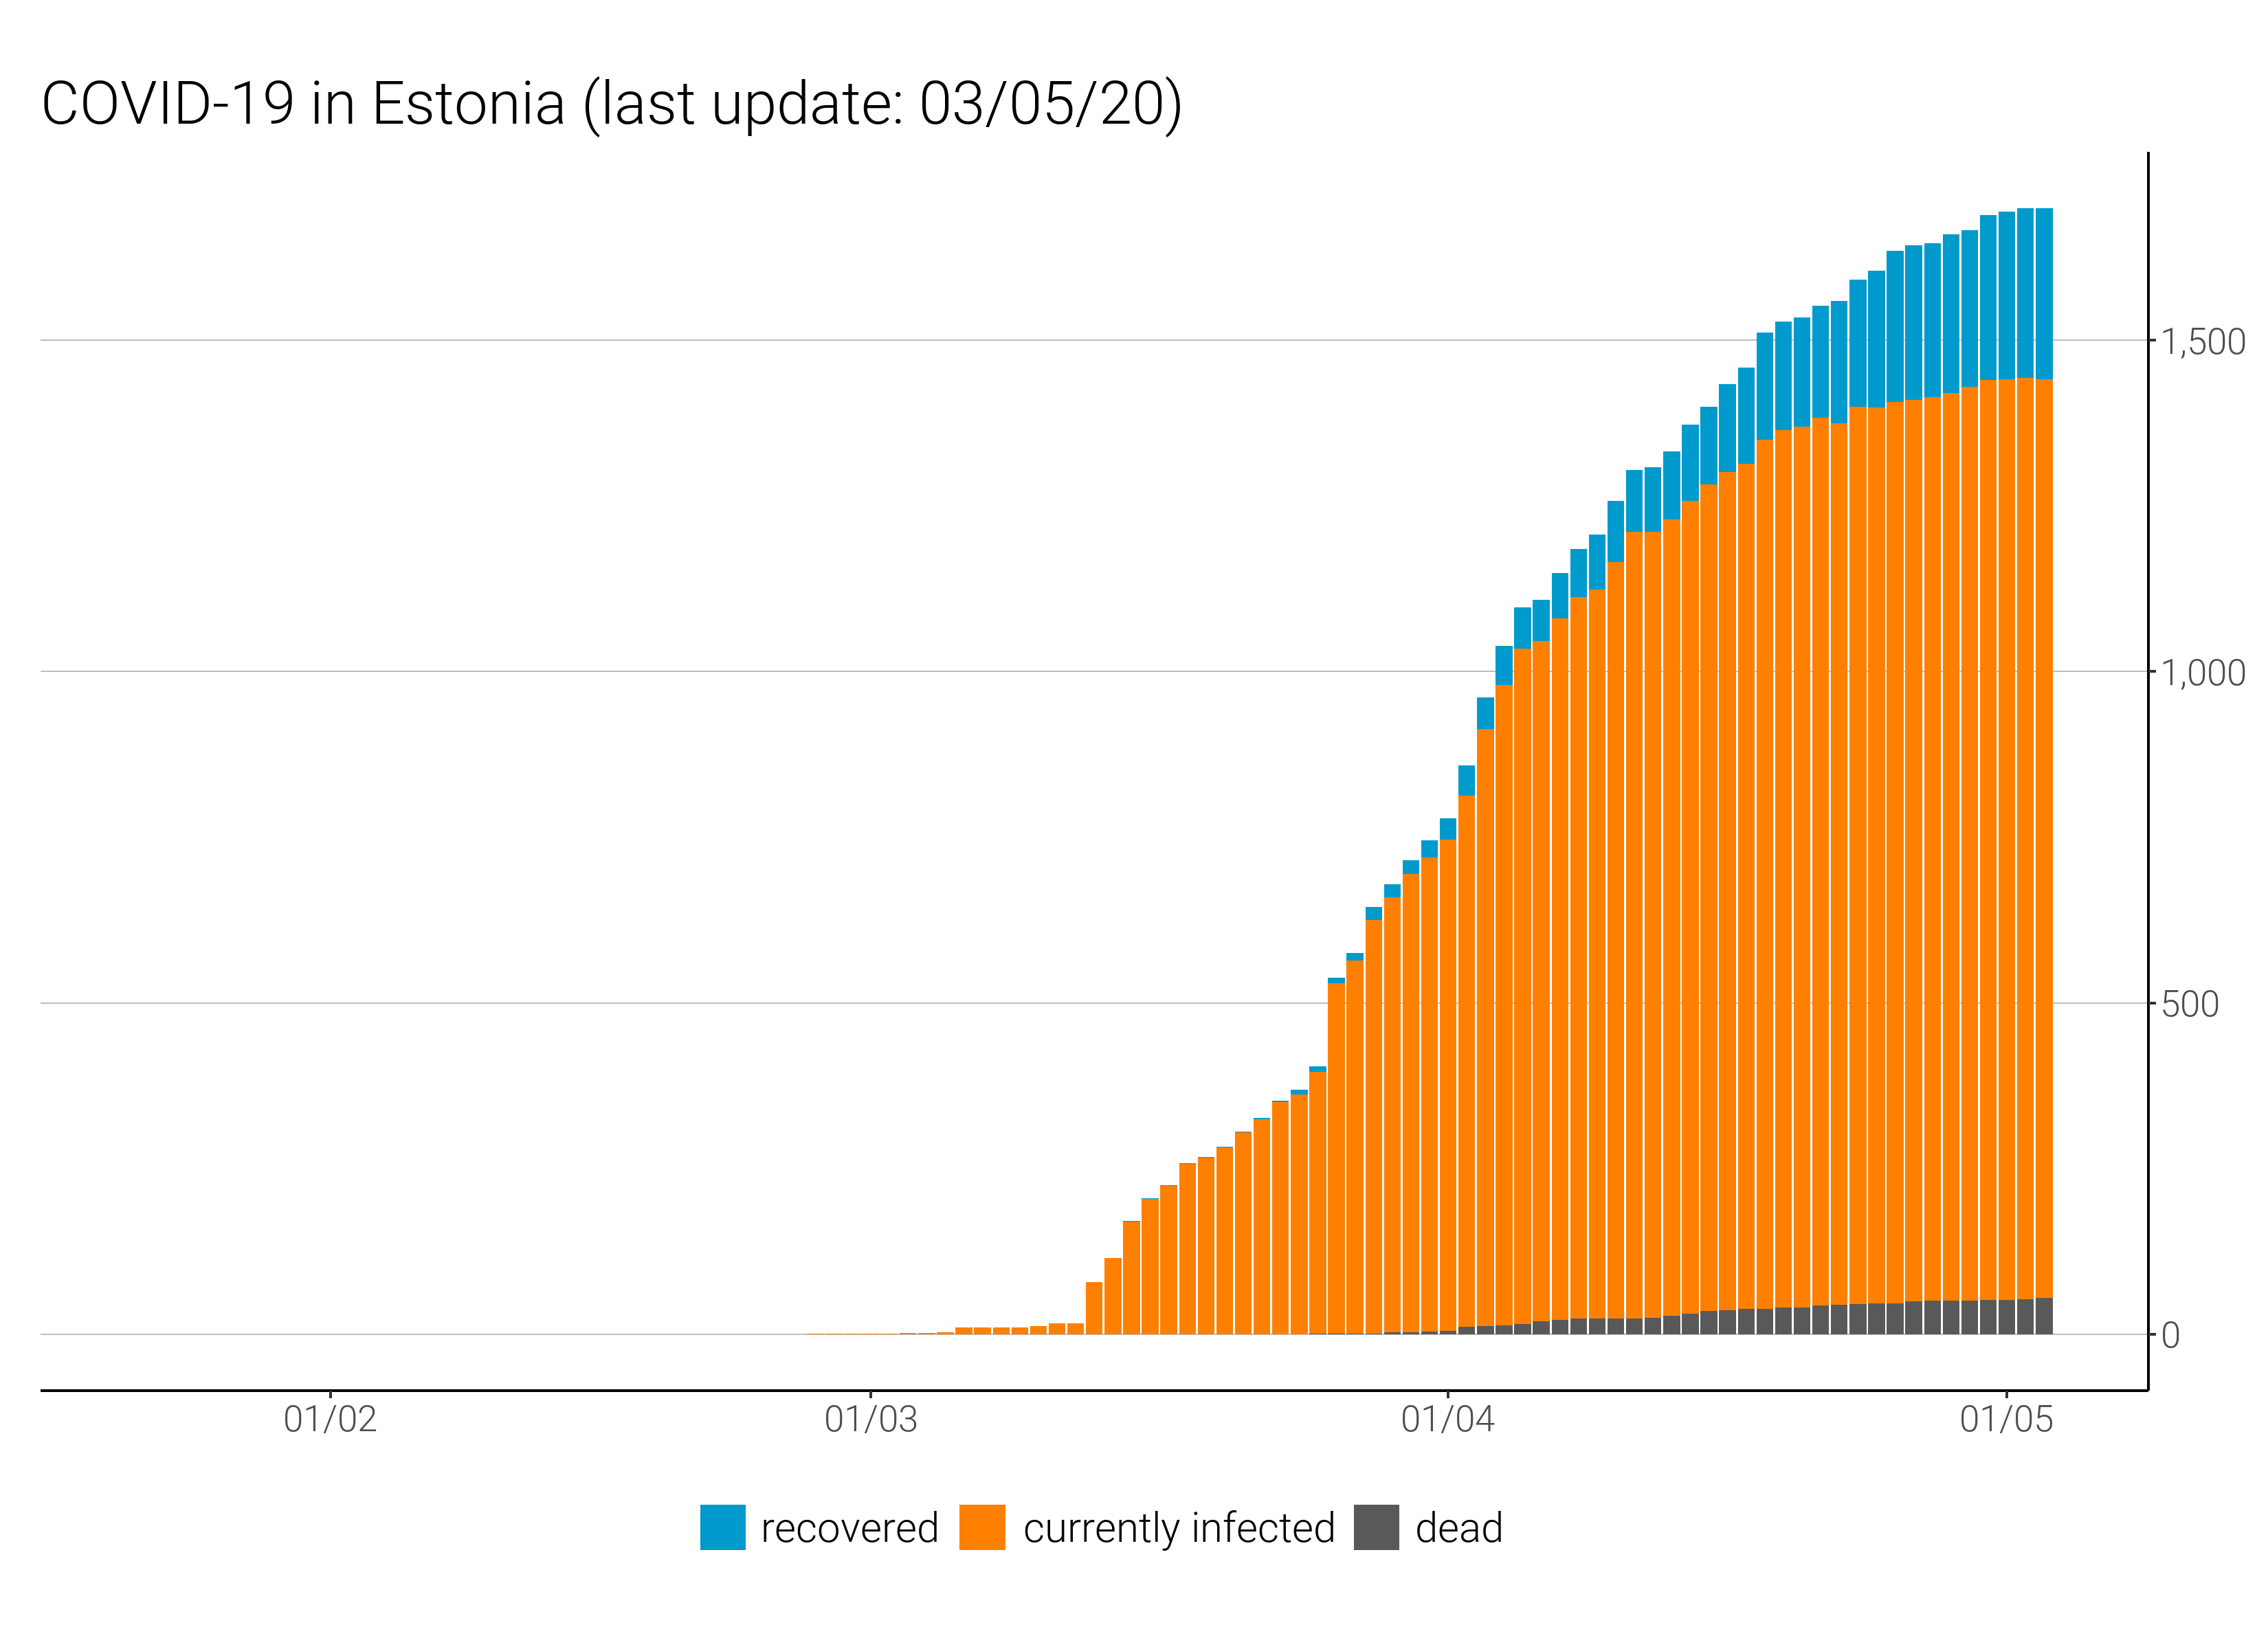 COVID-19 in Estonia (last update: 03/05/20)
1,500
1,000
500
0
01/02 01/03 01/04 01/05
recovered currently infected dead